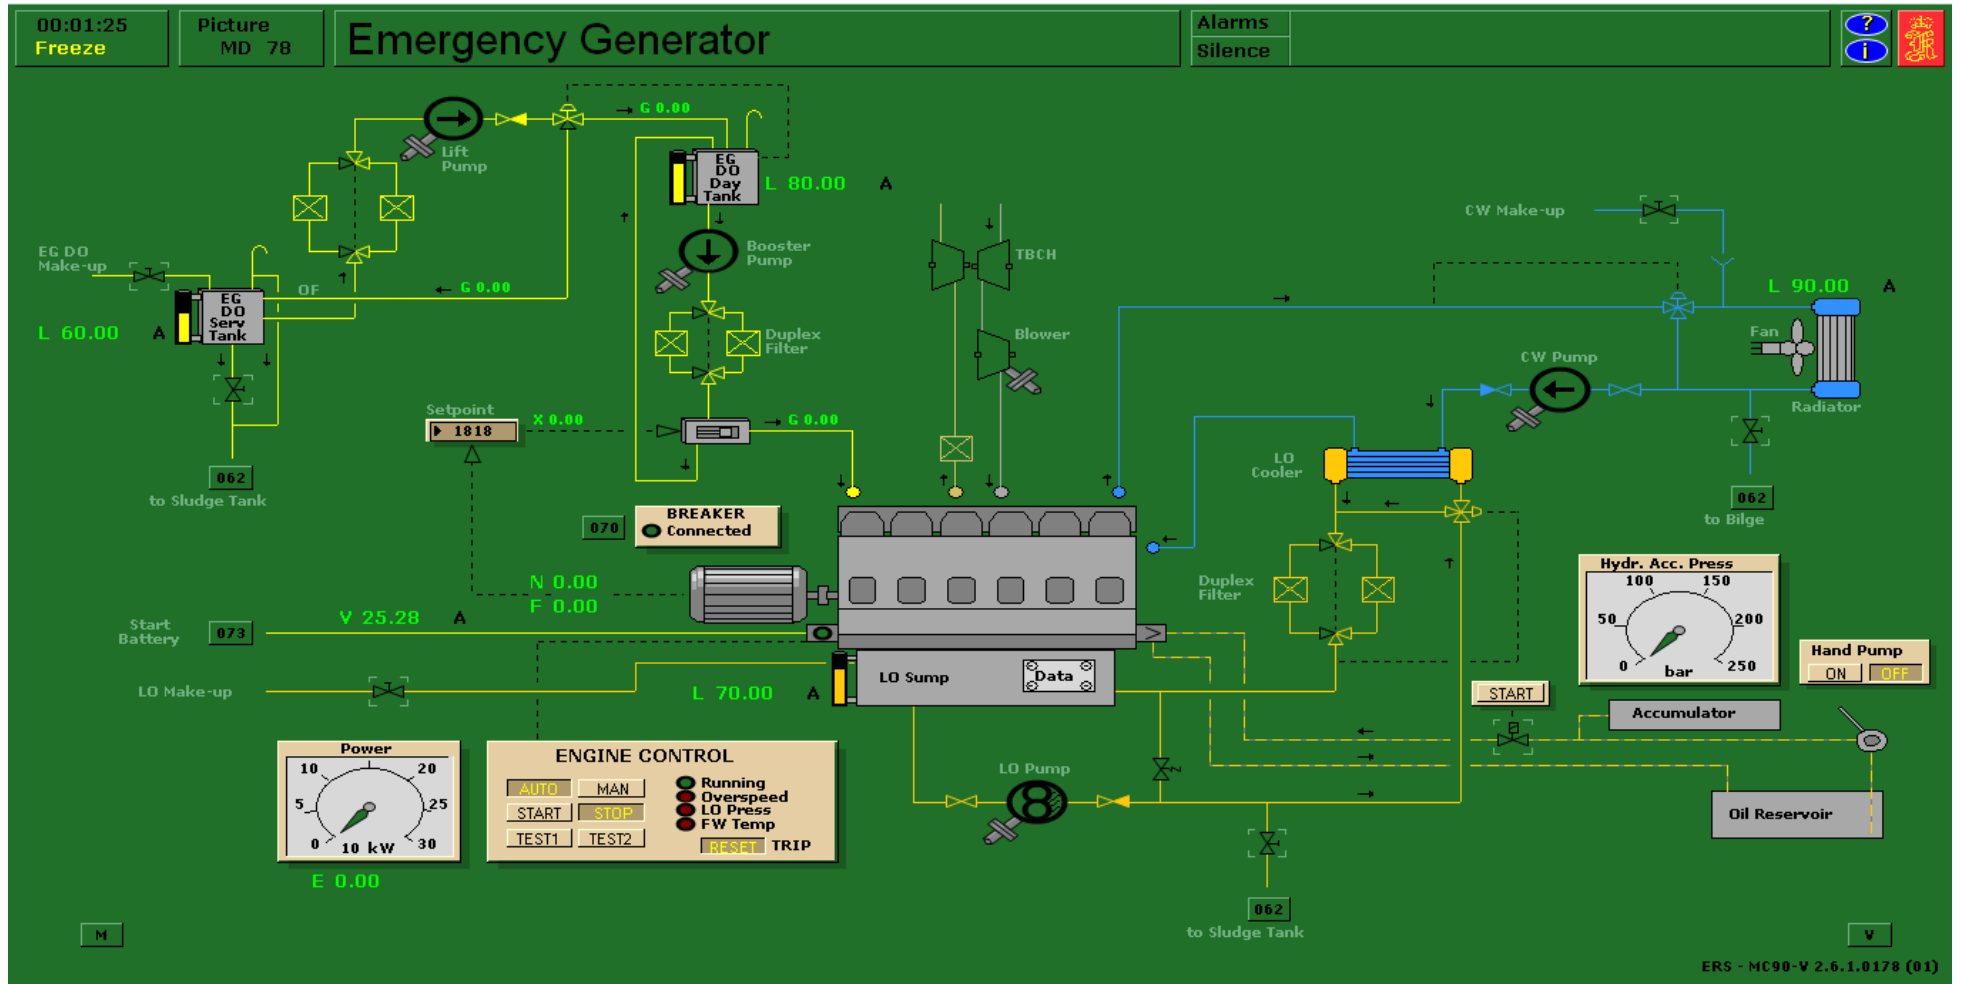 00:01:25
Freeze
Picture
MD 78
Emergency Generator
Alarms
Silence
?
i
G 0.00
Lift
Pump
EG
DO
Day
Tank
L 80.00 A
CW Make-up
EG DO
Make-up
Booster
Pump
TBCH
OF
G 0.00
L 90.00 A
EG
DO
Serv
Tank
L 60.00 A
Duplex
Filter
Blower
Fan
CW Pump
Radiator
Setpoint
1818
X 0.00
G 0.00
LO
Cooler
062
to Sludge Tank
062
to Bilge
070
BREAKER
Connected
Hydr. Acc. Press
0 50 100 150 200 250
bar
N 0.00
F 0.00
Duplex
Filter
Start
Battery
073
V 25.28 A
Hand Pump
ON OFF
LO Make-up
L 70.00 A
LO Sump
Data
START
Accumulator
Power
0 5 10 20 25 30
10 kW
E 0.00
ENGINE CONTROL
AUTO MAN
START STOP
TEST1 TEST2
Running
Overspeed
LO Press
FW Temp
RESET TRIP
LO Pump
Oil Reservoir
062
to Sludge Tank
M
V
ERS - MC90-V 2.6.1.0178 (01)